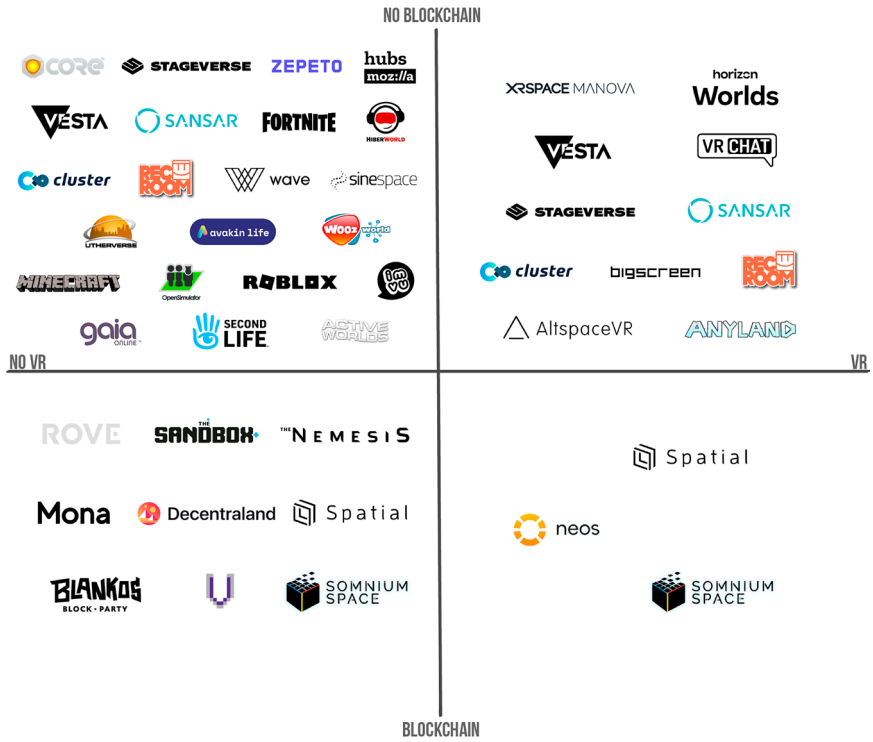 NO BLOCKCHAIN
CORE
STAGEVERSE
ZEPETO
hubs
moz://a
VESTA
SANSAR
FORTNITE
HIBERWORLD
cluster
REC
ROOM
wave
sinespace
UTHERVERSE
avakin life
Wooz world
MINECRAFT
OpenSimulator
ROBLOX
imvu
gaia
ONLINE™
SECOND
LIFE
ACTIVE
WORLDS
XRSPACE MANOVA
horizon
Worlds
VESTA
VR CHAT
STAGEVERSE
SANSAR
cluster
bigscreen
REC
ROOM
AltspaceVR
ANYLAND
NO VR
VR
ROVE
THE
SANDBOX
THE NEMESIS
Mona
Decentraland
Spatial
BLANKOS
BLOCK • PARTY
V
SOMNIUM
SPACE
Spatial
neos
SOMNIUM
SPACE
BLOCKCHAIN